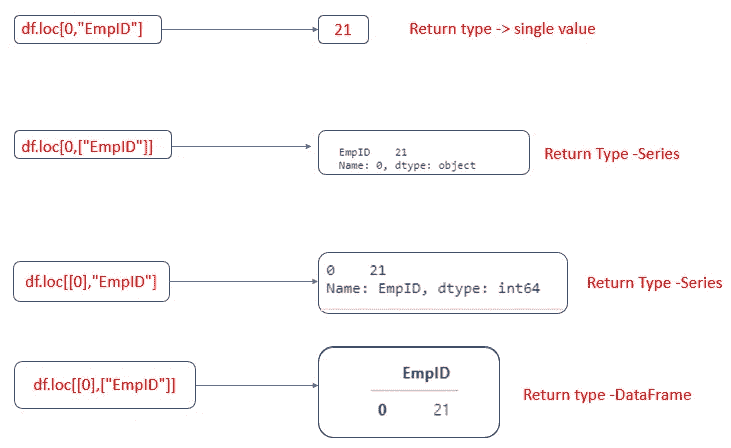 df.loc[0,"EmpID"] 21 Return type -> single value
df.loc[0,["EmpID"]] EmpID 21
Name: 0, dtype: object Return Type -Series
df.loc[[0],"EmpID"] 0 21
Name: EmpID, dtype: int64 Return Type -Series
df.loc[[0],["EmpID"]] EmpID
0 21 Return type -DataFrame